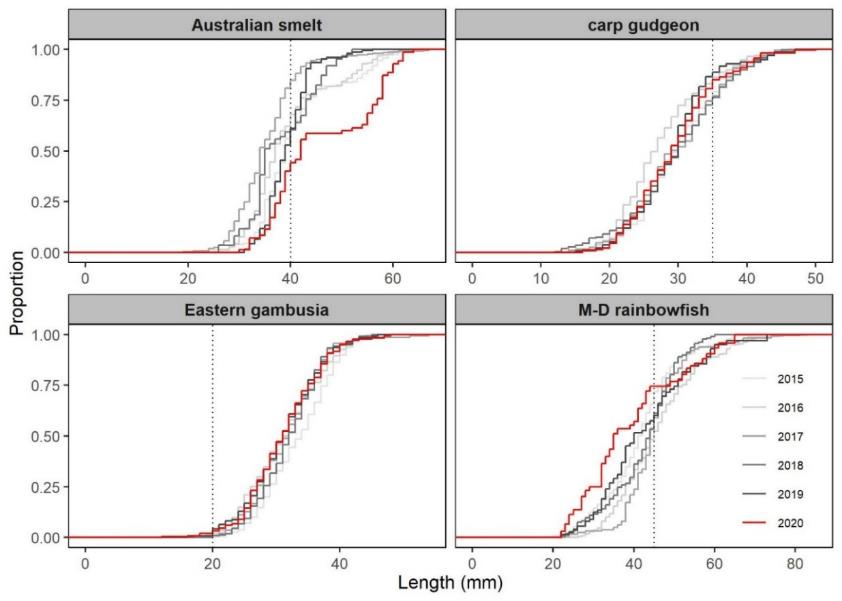 Australian smelt
carp gudgeon
1.00
0.75
0.50
0.25
0.00
0 20 40 60
0 10 20 30 40 50
Eastern gambusia
M-D rainbowfish
1.00
0.75
0.50
0.25
0.00
2015
2016
2017
2018
2019
2020
0 20 40
0 20 40 60 80
Proportion
Length (mm)